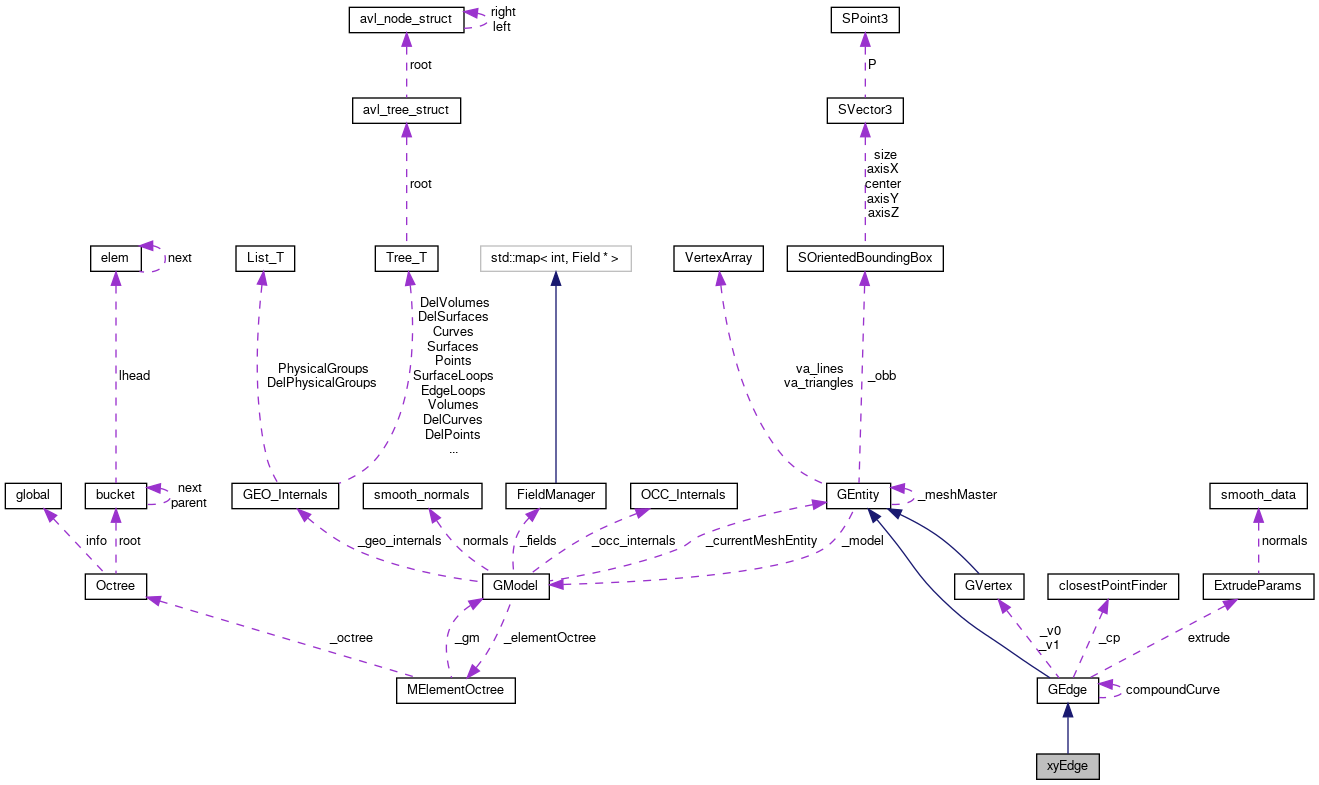 avl_node_struct
right
left
SPoint3
root
P
avl_tree_struct
SVector3
root
size
axisX
center
axisY
axisZ
elem
next
List_T
Tree_T
std::map< int, Field * >
VertexArray
SOrientedBoundingBox
lhead
PhysicalGroups
DelPhysicalGroups
DelVolumes
DelSurfaces
Curves
Surfaces
Points
SurfaceLoops
EdgeLoops
Volumes
DelCurves
DelPoints
...
va_lines
va_triangles
_obb
global
bucket
next
parent
GEO_Internals
smooth_normals
FieldManager
OCC_Internals
GEntity
_meshMaster
smooth_data
info
root
_geo_internals
normals
_fields
_occ_internals
_currentMeshEntity
_model
normals
Octree
GModel
GVertex
closestPointFinder
ExtrudeParams
_octree
_gm
_elementOctree
_v0
_v1
_cp
extrude
MElementOctree
GEdge
compoundCurve
xyEdge